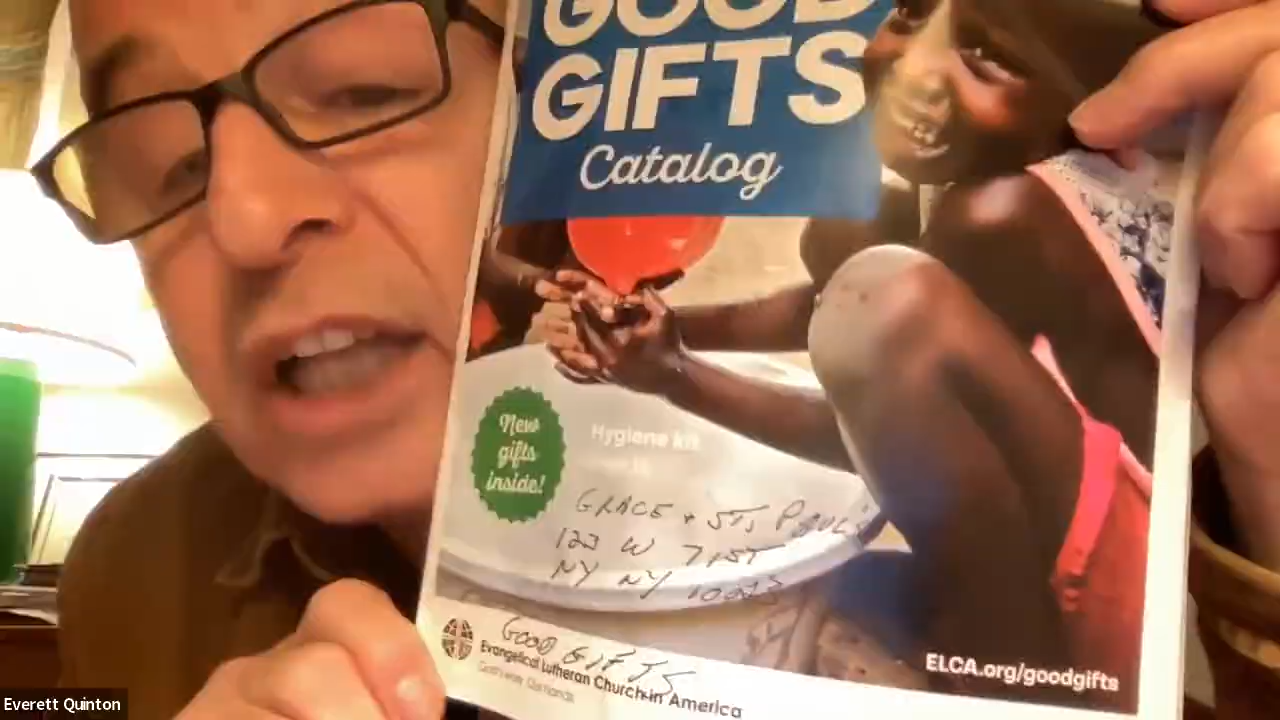 GOOD
GIFTS
Catalog
New
gifts
inside!
Hygiene kit
GRACE + STS PAUL'S
123 W 71ST
NY NY 10023
GOOD GIFTS
Evangelical Lutheran Church in America
ELCA.org/goodgifts
Everett Quinton